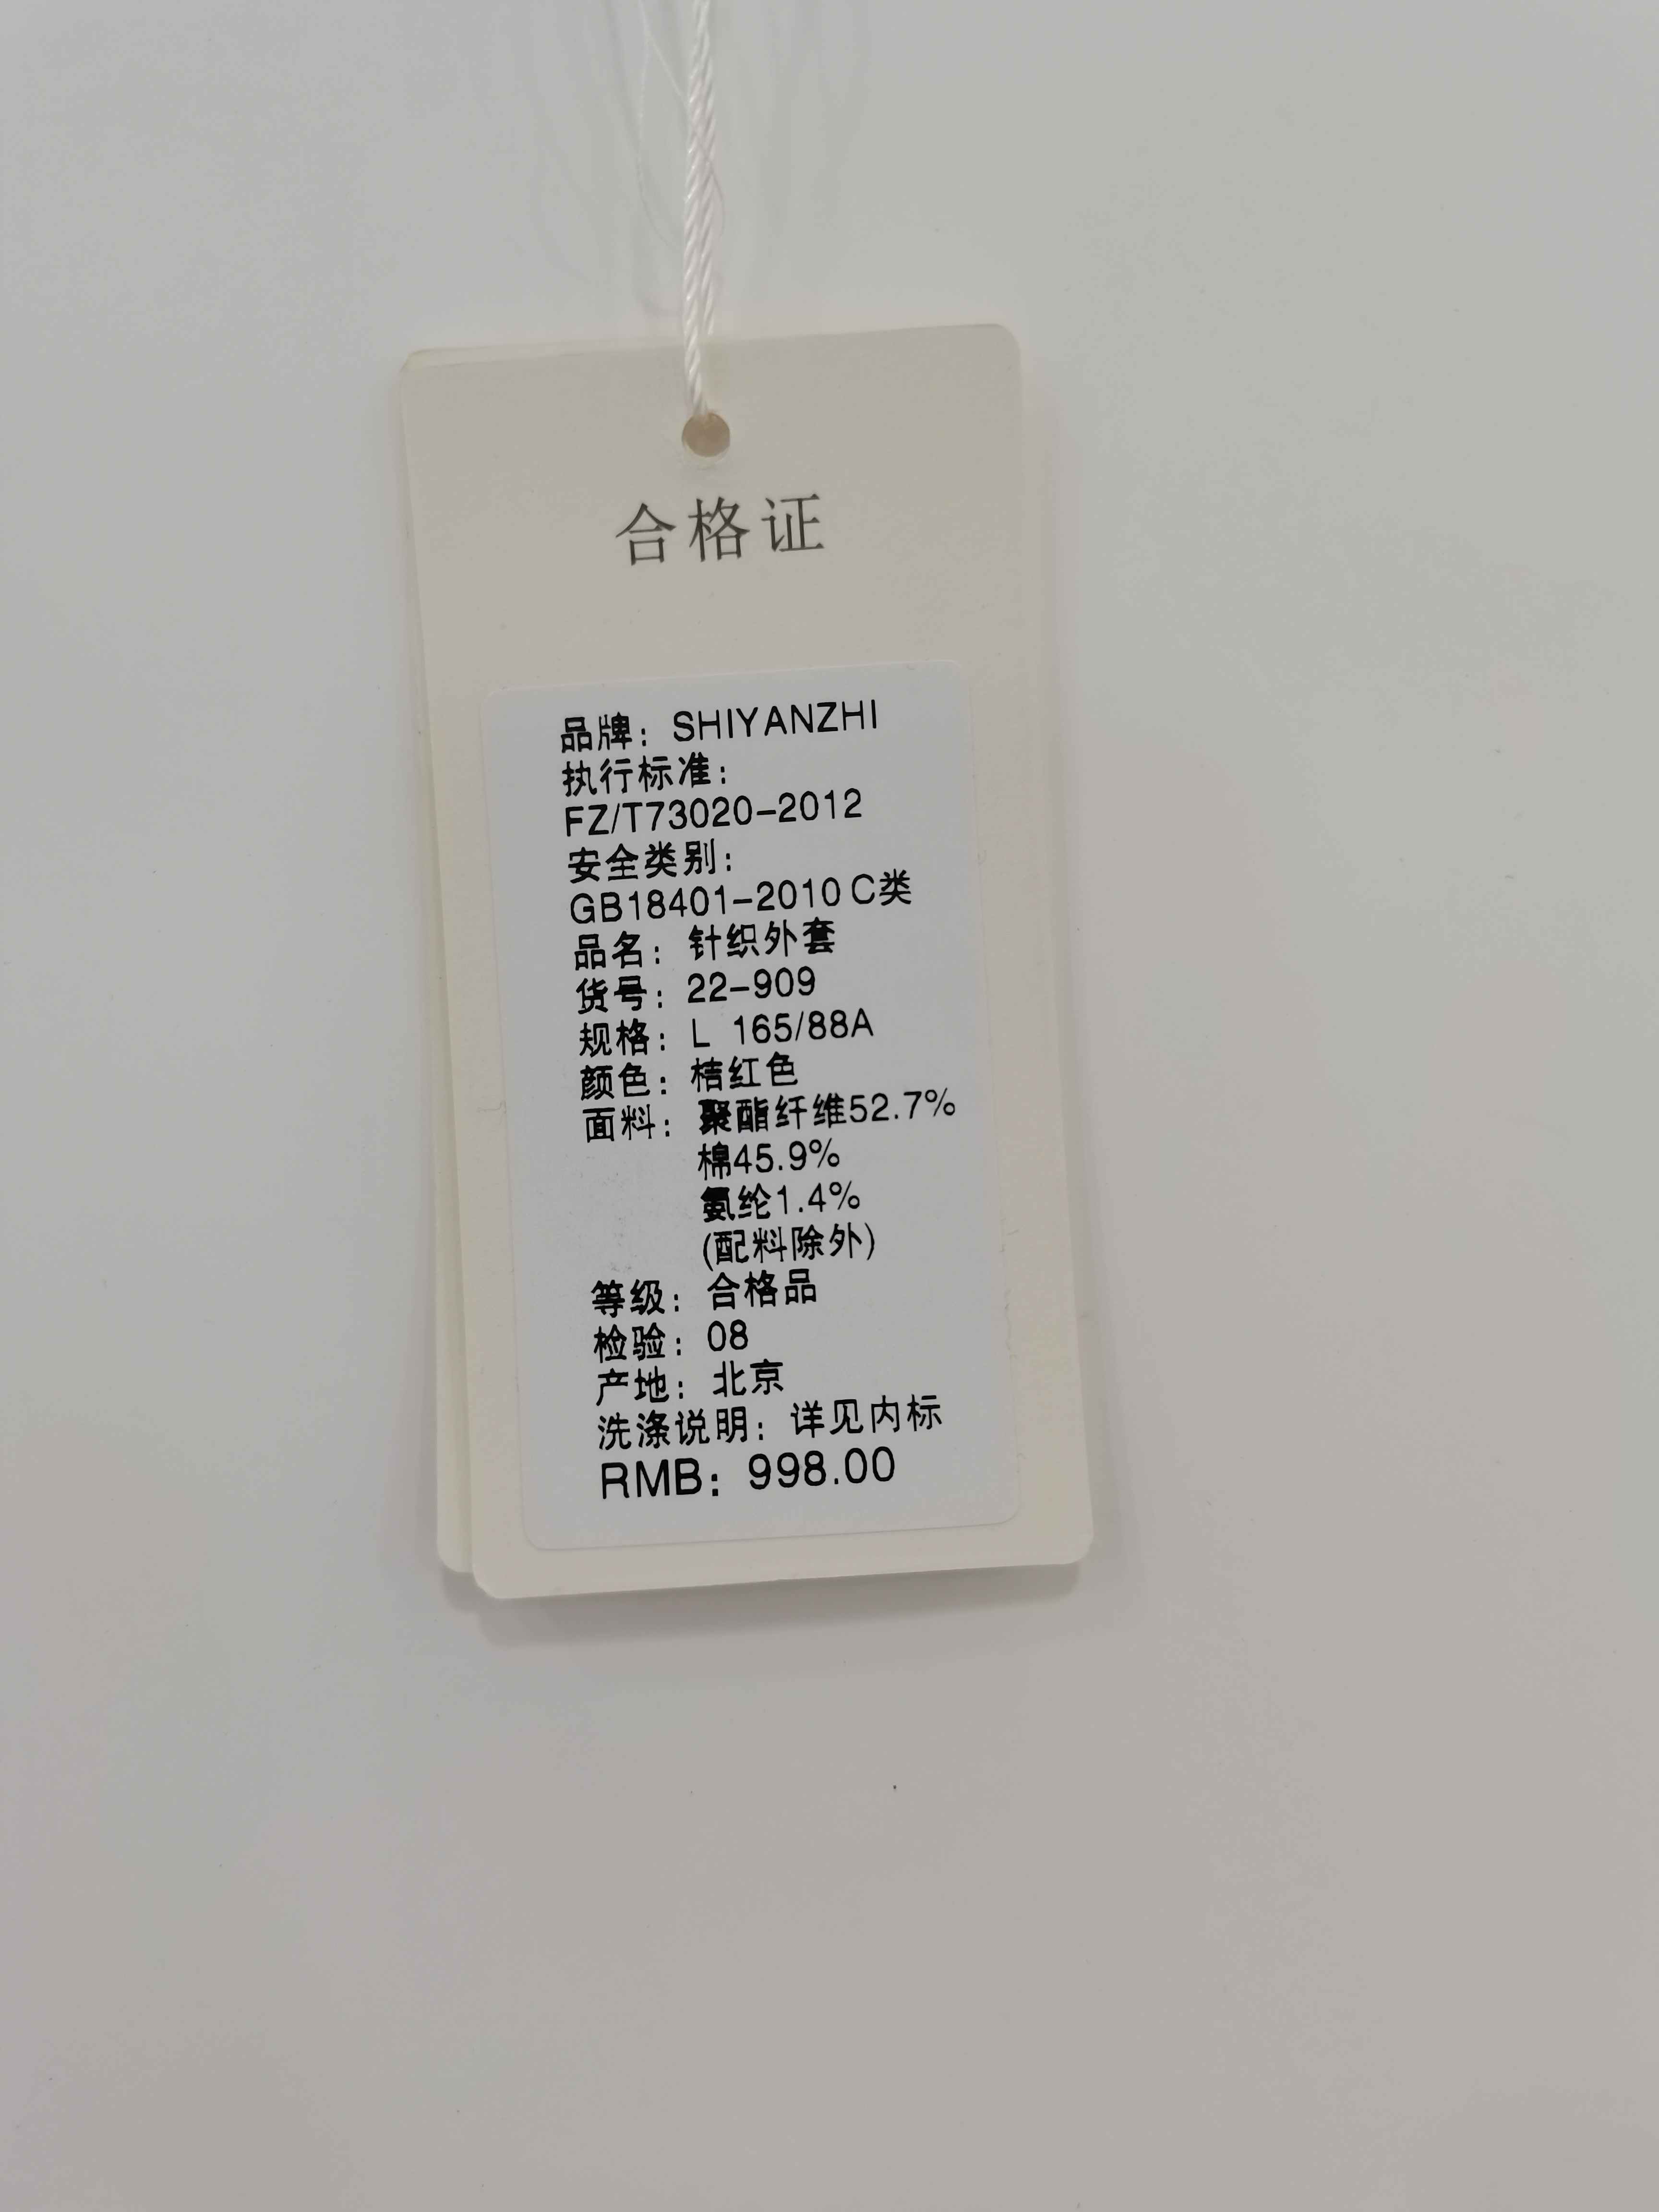 合格证
品牌：SHIYANZHI
执行标准：
FZ/T73020-2012
安全类别：
GB18401-2010 C类
品名：针织外套
货号：22-909
规格：L 165/88A
颜色：桔红色
面料：聚酯纤维52.7%
棉45.9%
氨纶1.4%
(配料除外)
等级：合格品
检验：08
产地：北京
洗涤说明：详见内标
RMB：998.00